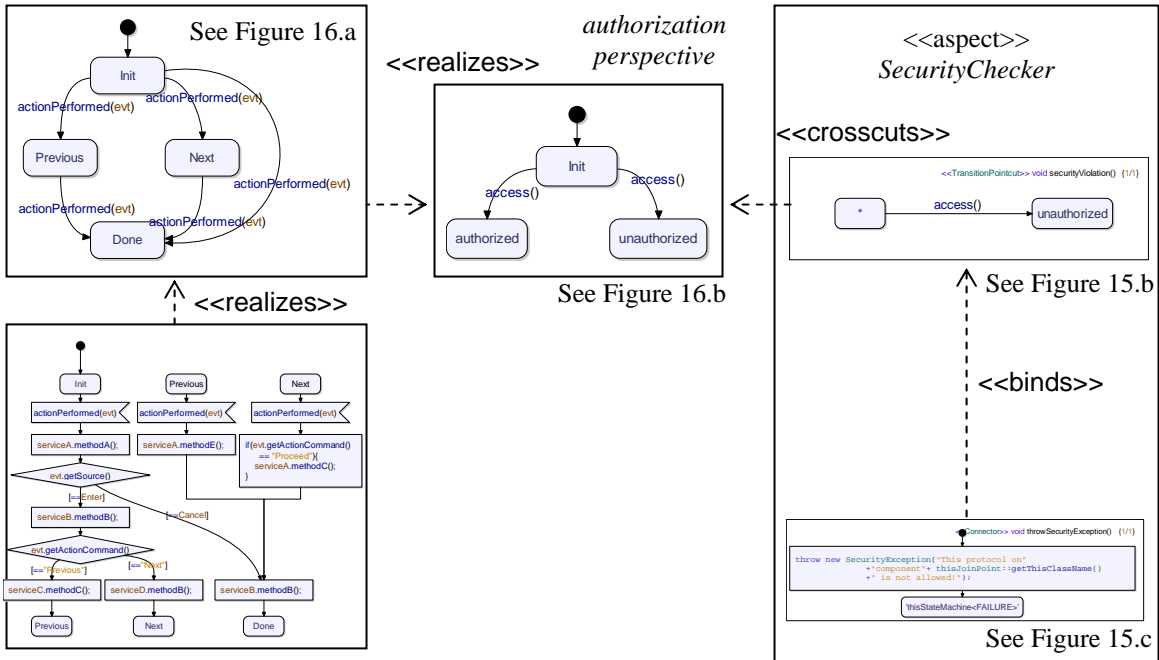 See Figure 16.a
Init
actionPerformed(evt)
actionPerformed(evt)
Previous
Next
actionPerformed(evt)
actionPerformed(evt)
actionPerformed(evt)
Done
<<realizes>>
authorization
perspective
Init
access()
access()
authorized
unauthorized
See Figure 16.b
<<aspect>>
SecurityChecker
<<crosscuts>>
<<TransitionPointcut>> void securityViolation() {1/1}
*
access()
unauthorized
See Figure 15.b
<<binds>>
<<realizes>>
Init
Previous
Next
actionPerformed(evt)
actionPerformed(evt)
actionPerformed(evt)
serviceA.methodA();
serviceA.methodE();
if(evt.getActionCommand()
== "Proceed"){
serviceA.methodC();
}
evt.getSource()
[==Enter]
[==Cancel]
serviceB.methodB();
evt.getActionCommand()
[=="Previous"]
[=="Next"]
serviceC.methodC();
serviceD.methodB();
serviceB.methodB();
Previous
Next
Done
<<Connector>> void throwSecurityException() {1/1}
throw new SecurityException("This protocol on"
+"component"+ thisJoinPoint::getThisClassName()
+" is not allowed!");
'thisStateMachine<FAILURE>'
See Figure 15.c